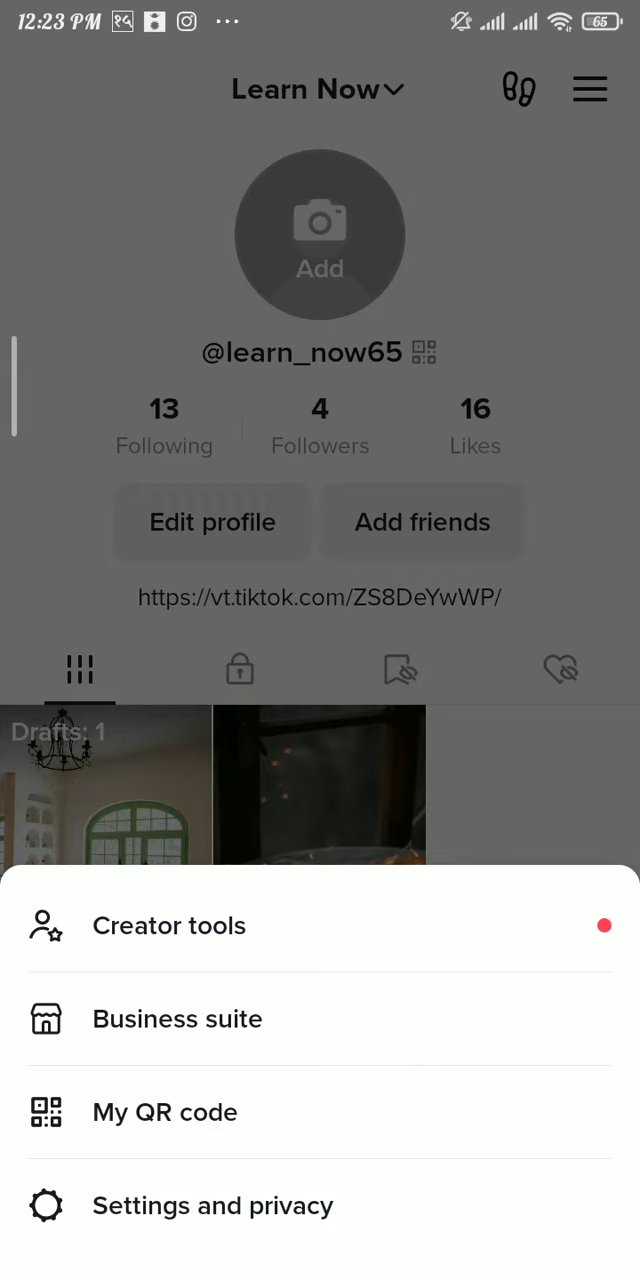 12:23 PM २५ 65
Learn Now
Add
@learn_now65
13 4 16
Following Followers Likes
Edit profile Add friends
https://vt.tiktok.com/ZS8DeYwWP/
Drafts: 1
Creator tools
Business suite
My QR code
Settings and privacy